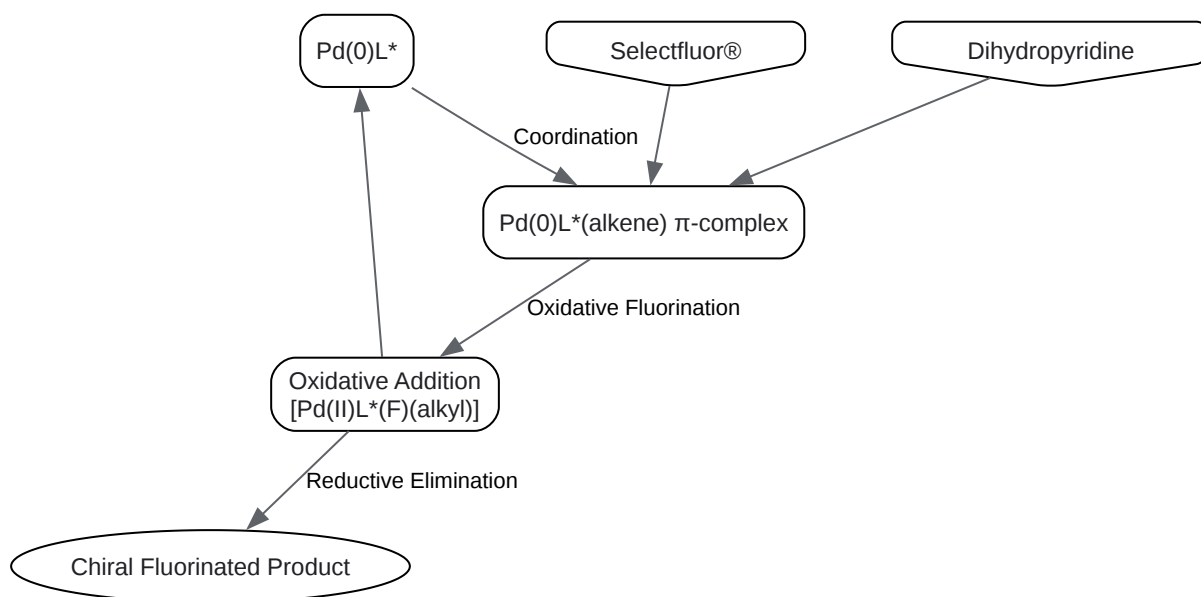 Pd(0)L*
Selectfluor®
Dihydropyridine
Coordination
Pd(0)L*(alkene) π-complex
Oxidative Fluorination
Oxidative Addition
[Pd(II)L*(F)(alkyl)]
Reductive Elimination
Chiral Fluorinated Product